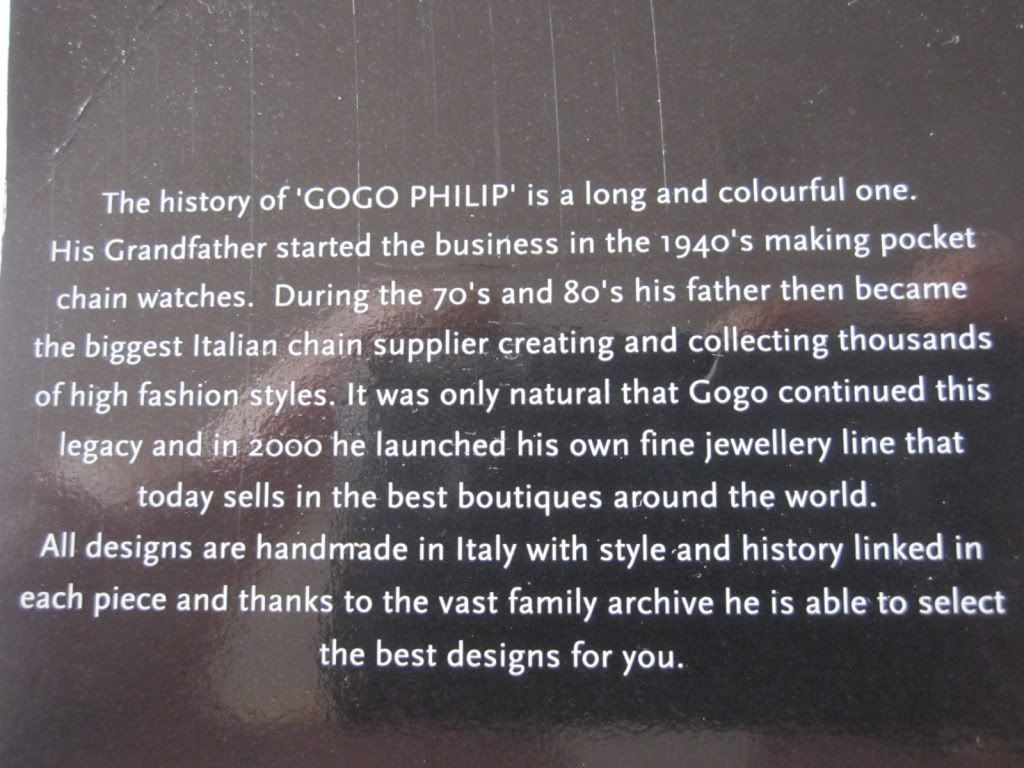 The history of 'GOGO PHILIP' is a long and colourful one.
His Grandfather started the business in the 1940's making pocket
chain watches. During the 70's and 80's his father then became
the biggest Italian chain supplier creating and collecting thousands
of high fashion styles. It was only natural that Gogo continued this
legacy and in 2000 he launched his own fine jewellery line that
today sells in the best boutiques around the world.
All designs are handmade in Italy with style and history linked in
each piece and thanks to the vast family archive he is able to select
the best designs for you.